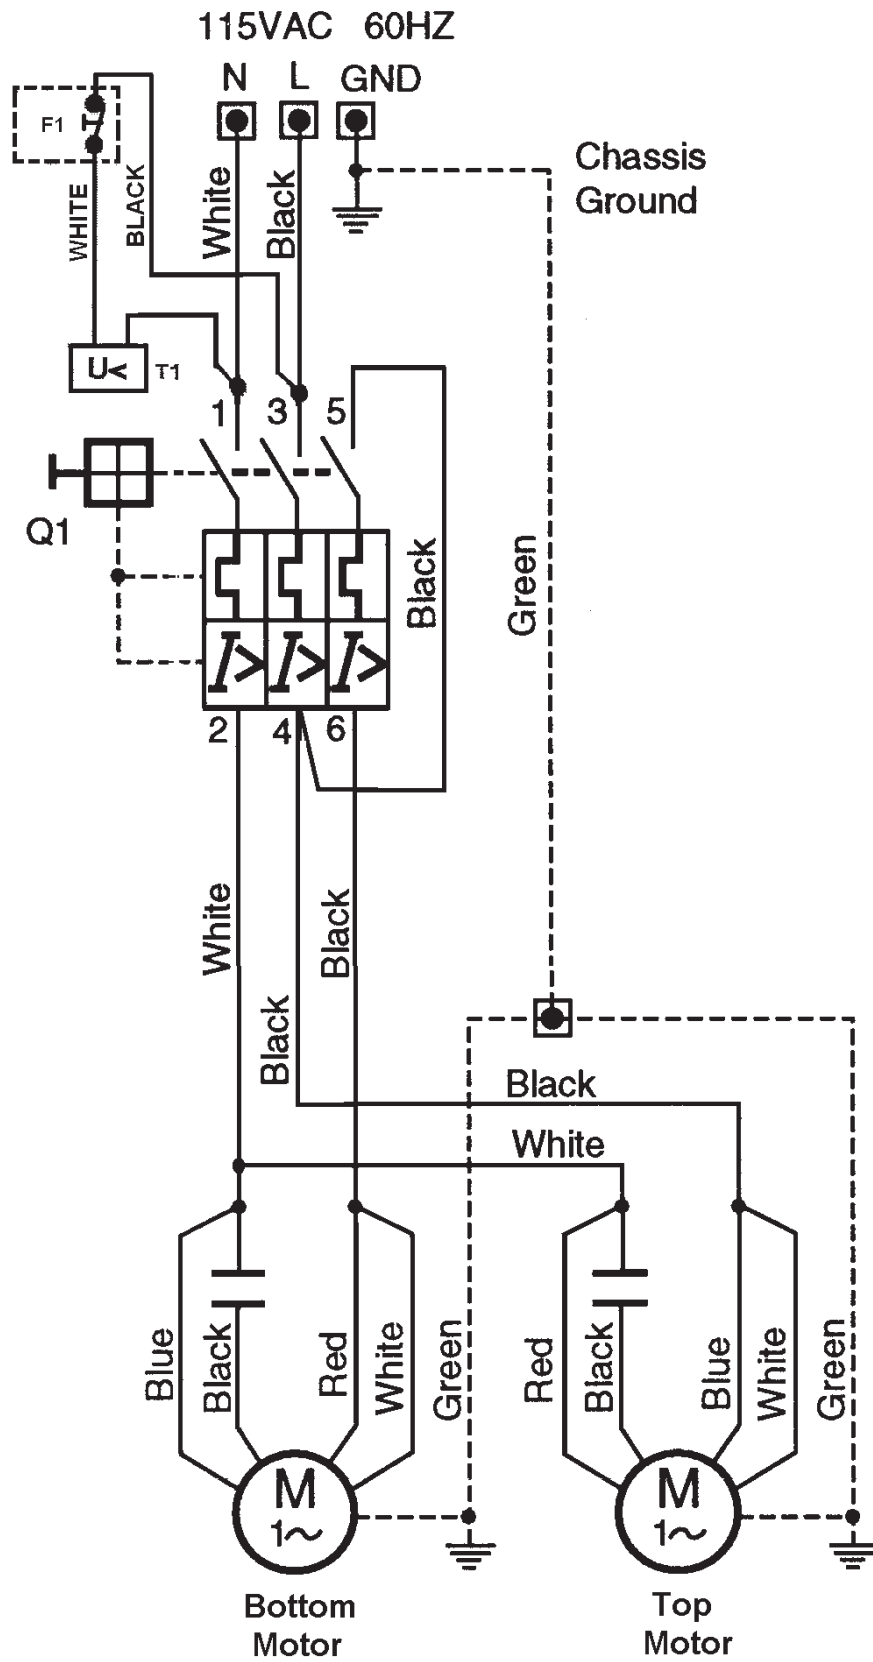 115VAC 60HZ
N L GND
F1
WHITE
BLACK
White
Black
Chassis
Ground
U<
T1
1 3 5
Q1
Black
Green
I> I> I>
2 4 6
White
Black
Black
Black
White
Blue
Black
Red
White
Green
Red
Black
Blue
White
Green
M
1~
M
1~
Bottom
Motor
Top
Motor